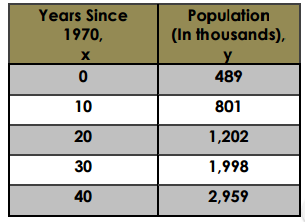 Years Since Population
1970, (In thousands),
x y
0 489
10 801
20 1,202
30 1,998
40 2,959